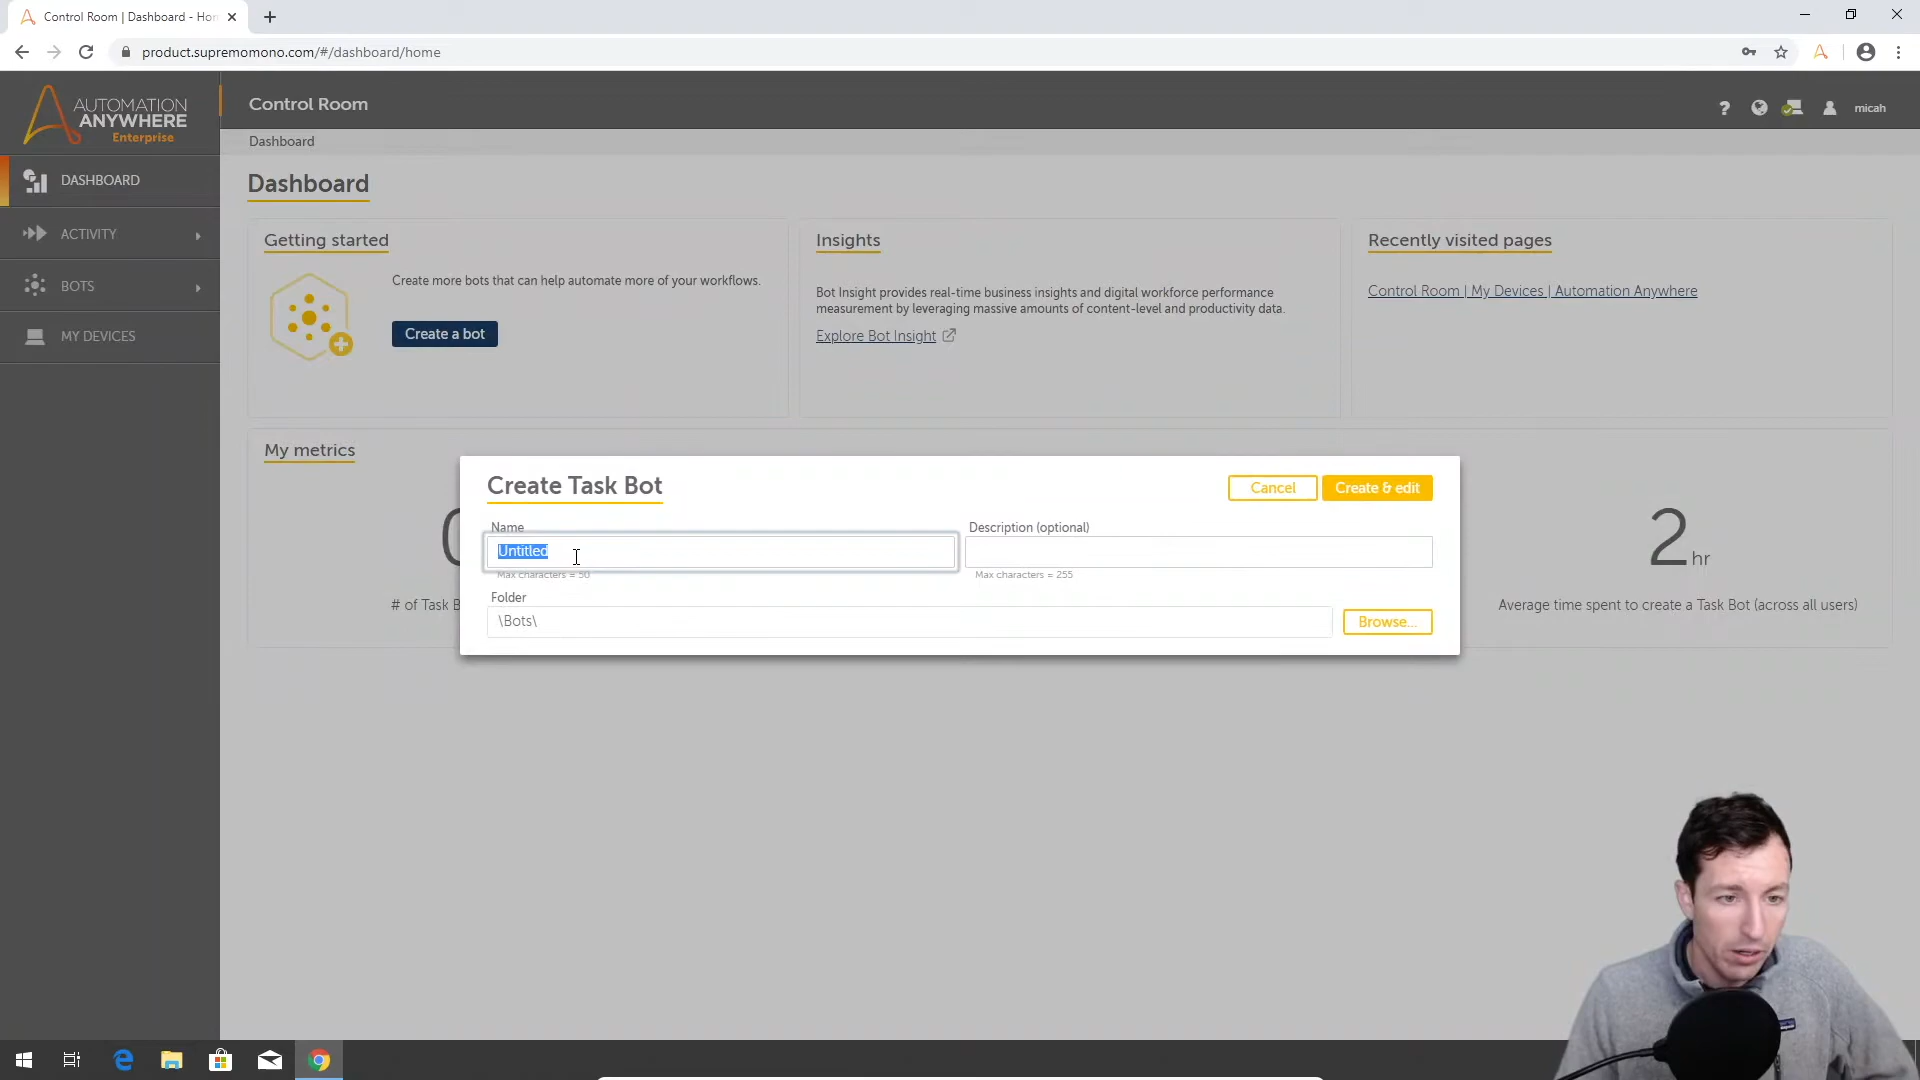 Control Room | Dashboard - Hor
product.supremomono.com/#/dashboard/home
AUTOMATION
ANYWHERE
Enterprise
Control Room
?
micah
Dashboard
DASHBOARD
ACTIVITY
BOTS
MY DEVICES
Dashboard
Getting started
Create more bots that can help automate more of your workflows.
Create a bot
Insights
Bot Insight provides real-time business insights and digital workforce performance
measurement by leveraging massive amounts of content-level and productivity data.
Explore Bot Insight
Recently visited pages
Control Room | My Devices | Automation Anywhere
My metrics
# of Task B
2 hr
Average time spent to create a Task Bot (across all users)
Create Task Bot
Cancel
Create & edit
Name
Untitled
Max characters = 50
Description (optional)
Max characters = 255
Folder
\Bots\
Browse...